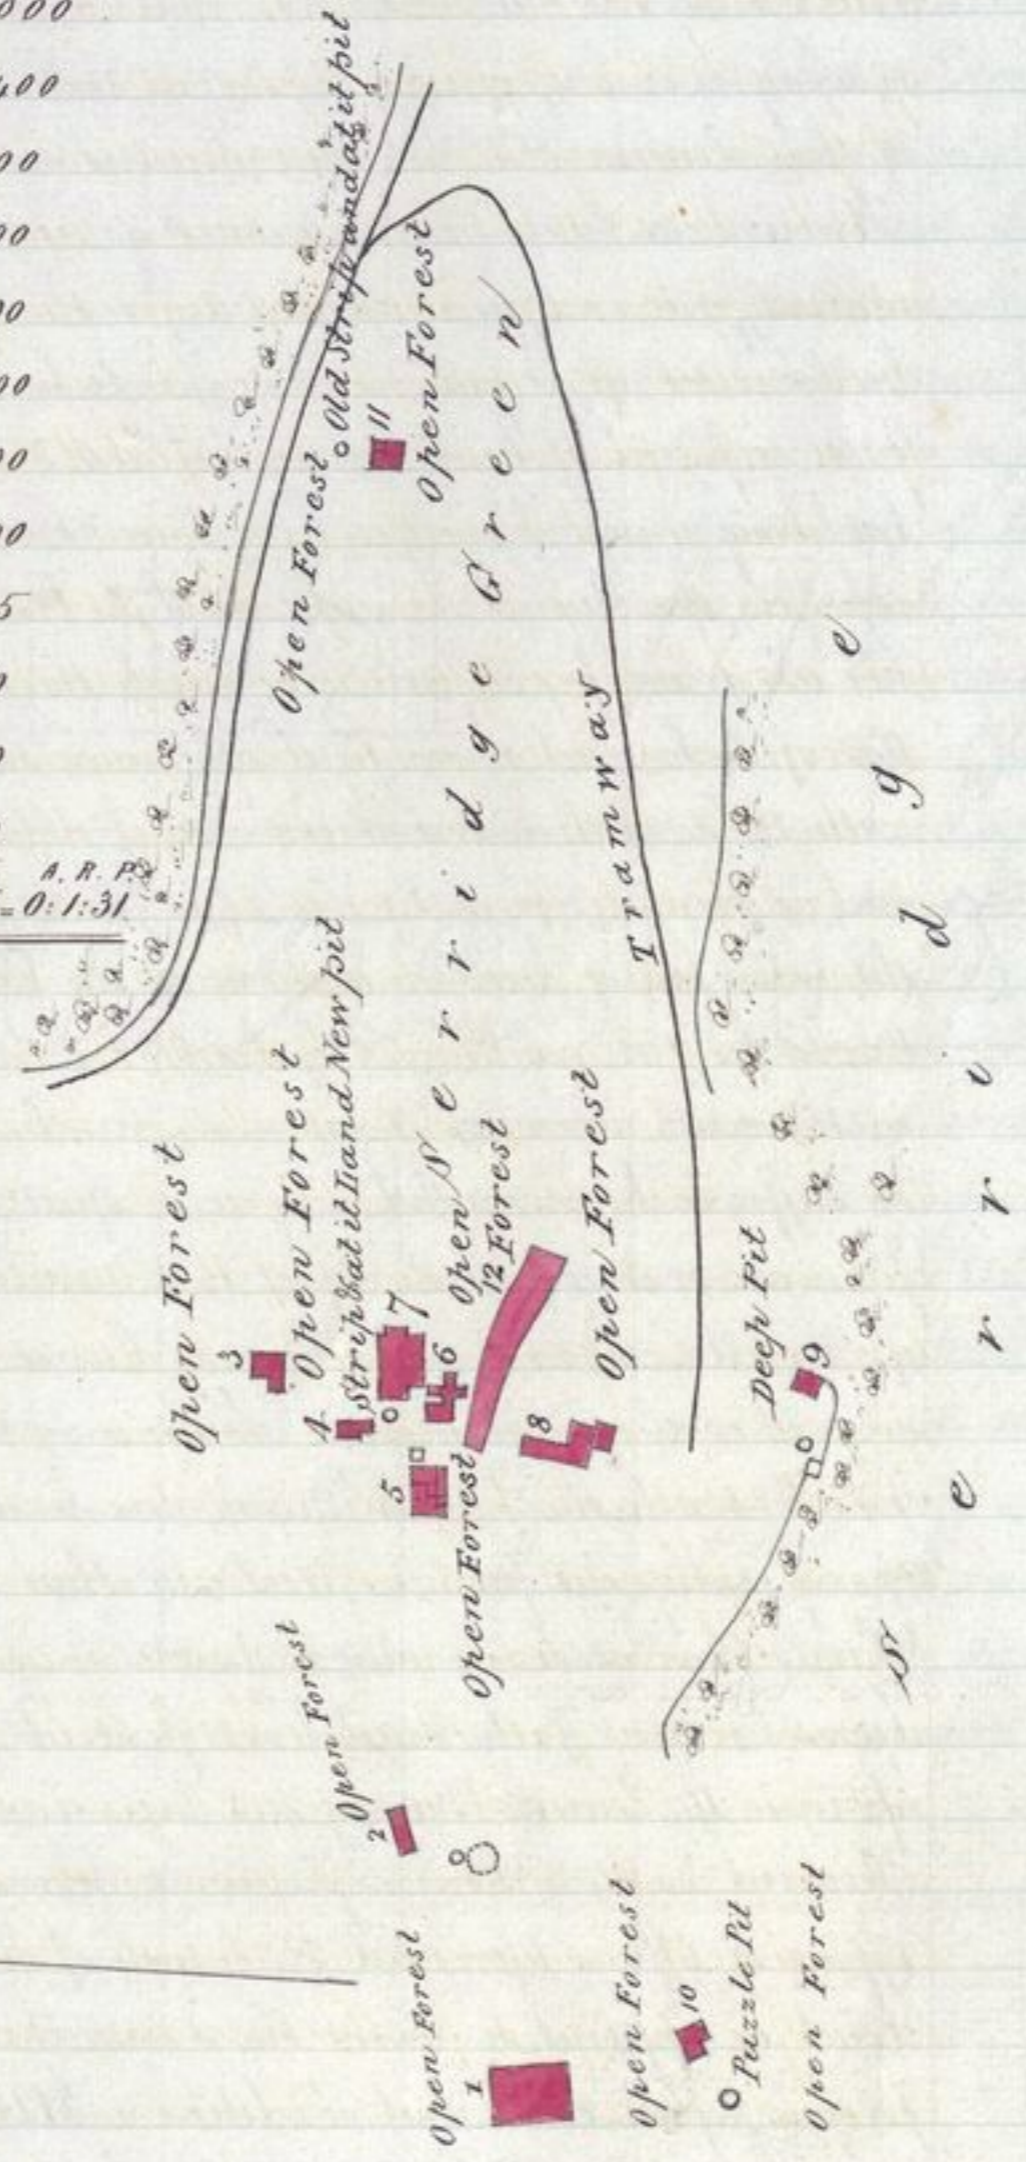 A. R. P.
= 0:1:31
Open Forest
3
Open Forest
Strip & at it I and New pit
4
7
6
5
Open Forest
12
Open Forest
8
Open Forest
Nerridge Green
Open Forest
Old Strip and at it pit
11
Open Forest
Tramway
Deep Pit
9
Open Forest
2
Open Forest
1
Open Forest
10
Puzzle Pit
Open Forest
Serridge